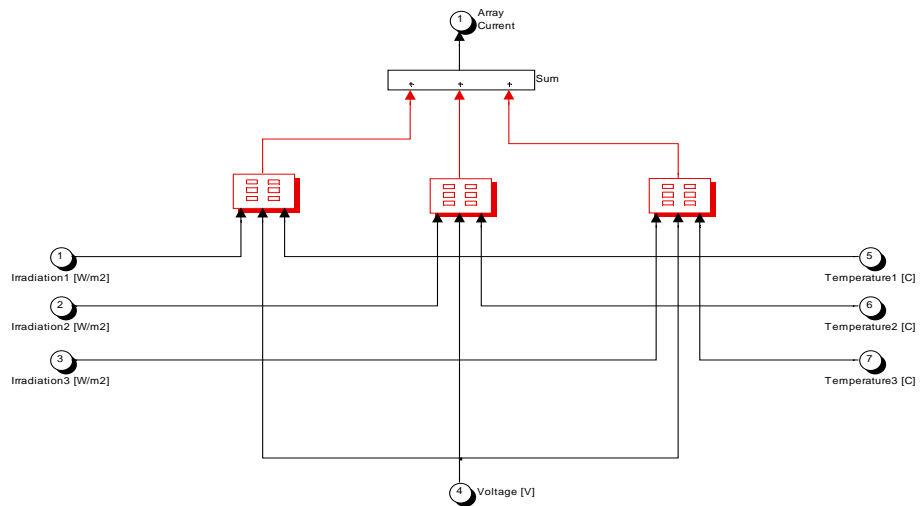 1
Array
Current
Sum
+ + +
1
Irradiation1 [W/m2]
5
Temperature1 [C]
2
Irradiation2 [W/m2]
6
Temperature2 [C]
3
Irradiation3 [W/m2]
7
Temperature3 [C]
4
Voltage [V]